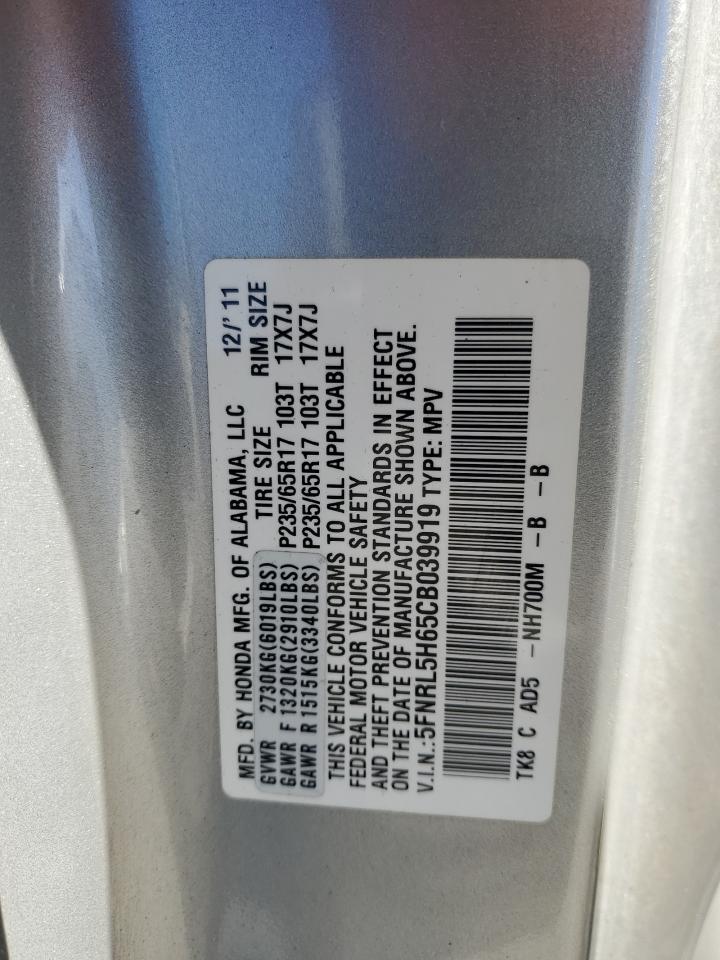 MFD. BY HONDA MFG. OF ALABAMA, LLC 12/' 11
TIRE SIZE RIM SIZE
GVWR 2730KG(6019LBS)
GAWR F 1320KG(2910LBS) P235/65R17 103T 17X7J
GAWR R 1515KG(3340LBS) P235/65R17 103T 17X7J
THIS VEHICLE CONFORMS TO ALL APPLICABLE
FEDERAL MOTOR VEHICLE SAFETY
AND THEFT PREVENTION STANDARDS IN EFFECT
ON THE DATE OF MANUFACTURE SHOWN ABOVE.
V.I.N.:5FNRL5H65CB039919 TYPE: MPV
TK8 C AD5 -NH700M -B -B